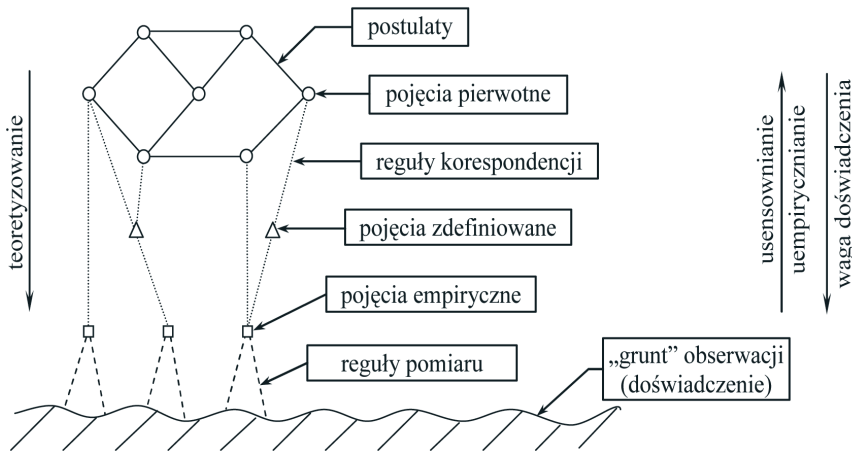 postulaty
pojęcia pierwotne
reguły korespondencji
pojęcia zdefiniowane
pojęcia empiryczne
reguły pomiaru
„grunt” obserwacji
(doświadczenie)
teoretyzowanie
usensownianie
uempirycznianie
waga doświadczenia